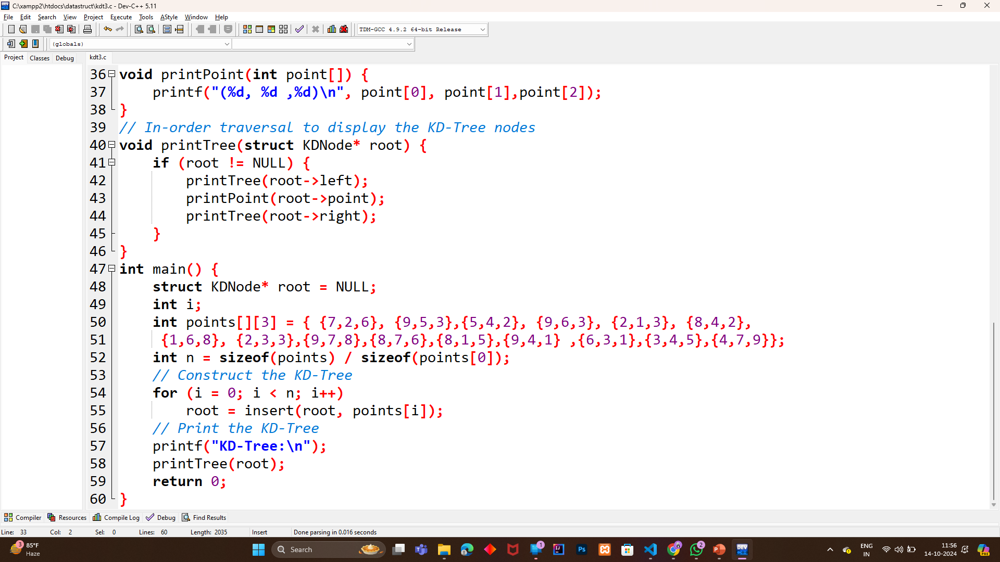 C:\xampp2\htdocs\datastruct\kdt3.c - Dev-C++ 5.11
File Edit Search View Project Execute Tools AStyle Window Help
TDM-GCC 4.9.2 64-bit Release
(globals)
Project Classes Debug kdt3.c
36 void printPoint(int point[]) {
37     printf("(%d, %d ,%d)\n", point[0], point[1],point[2]);
38 }
39 // In-order traversal to display the KD-Tree nodes
40 void printTree(struct KDNode* root) {
41     if (root != NULL) {
42         printTree(root->left);
43         printPoint(root->point);
44         printTree(root->right);
45     }
46 }
47 int main() {
48     struct KDNode* root = NULL;
49     int i;
50     int points[][3] = { {7,2,6}, {9,5,3},{5,4,2}, {9,6,3}, {2,1,3}, {8,4,2},
51      {1,6,8}, {2,3,3},{9,7,8},{8,7,6},{8,1,5},{9,4,1} ,{6,3,1},{3,4,5},{4,7,9}};
52     int n = sizeof(points) / sizeof(points[0]);
53     // Construct the KD-Tree
54     for (i = 0; i < n; i++)
55         root = insert(root, points[i]);
56     // Print the KD-Tree
57     printf("KD-Tree:\n");
58     printTree(root);
59     return 0;
60 }
Compiler Resources Compile Log Debug Find Results
Line: 33 Col: 2 Sel: 0 Lines: 60 Length: 2035 Insert Done parsing in 0.016 seconds
3 85°F
Haze
Search
1
IJ
Ps
2
DEV
ENG
IN
11:56
14-10-2024
PRE